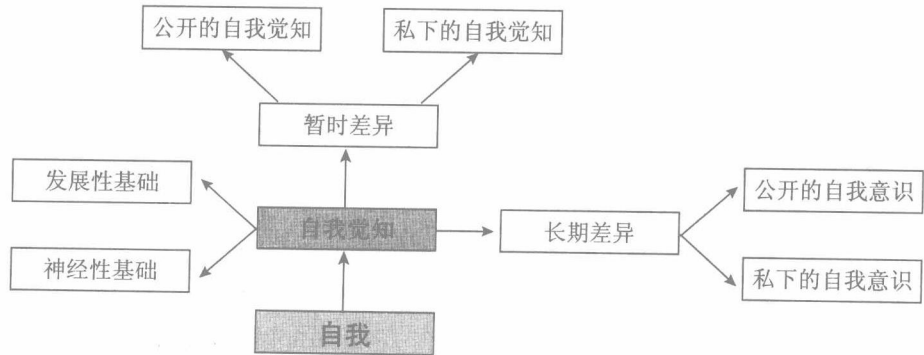 公开的自我觉知
私下的自我觉知
暂时差异
发展性基础
公开的自我意识
自我觉知
长期差异
神经性基础
私下的自我意识
自我